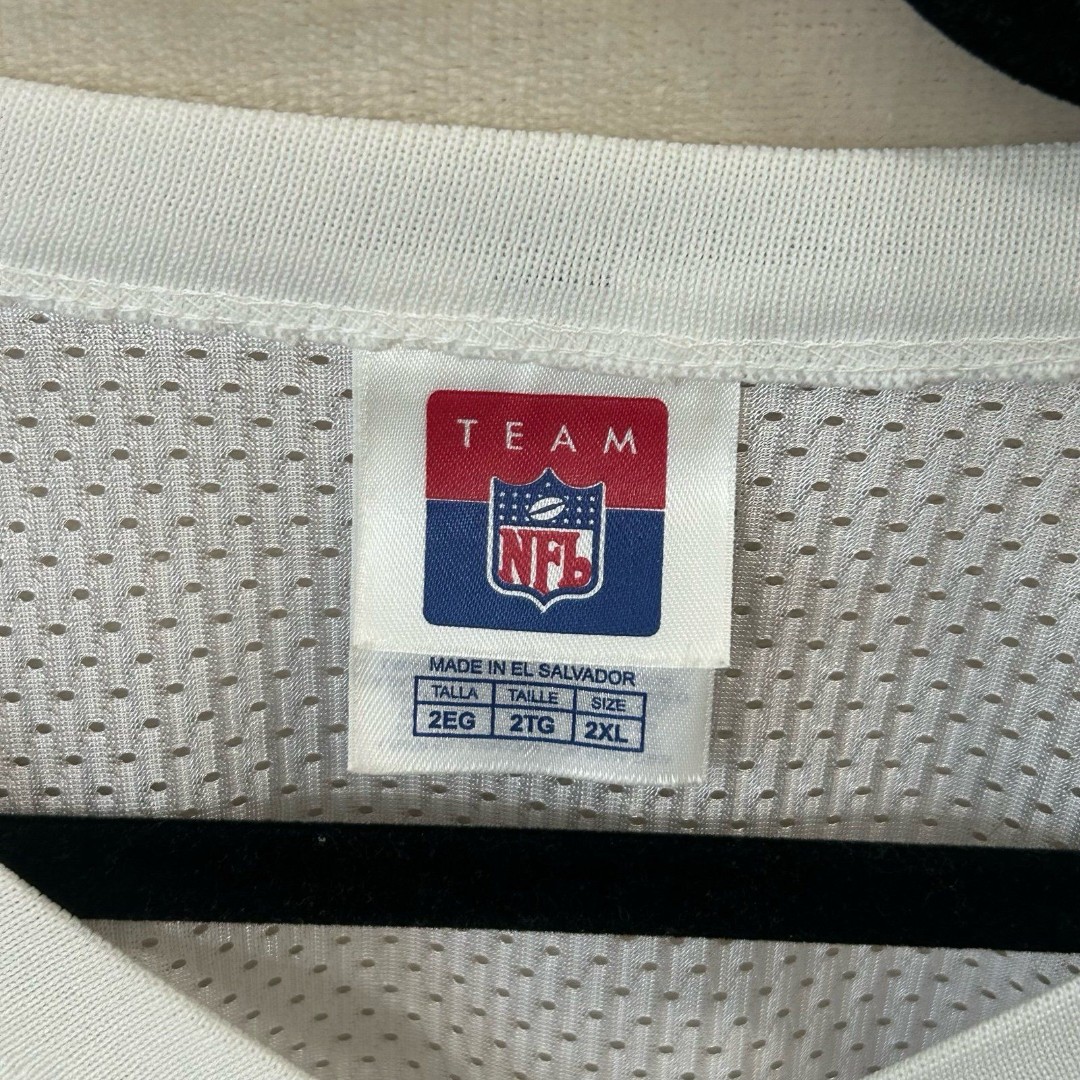 TEAM
NFL
MADE IN EL SALVADOR
TALLA TAILLE SIZE
2EG 2TG 2XL